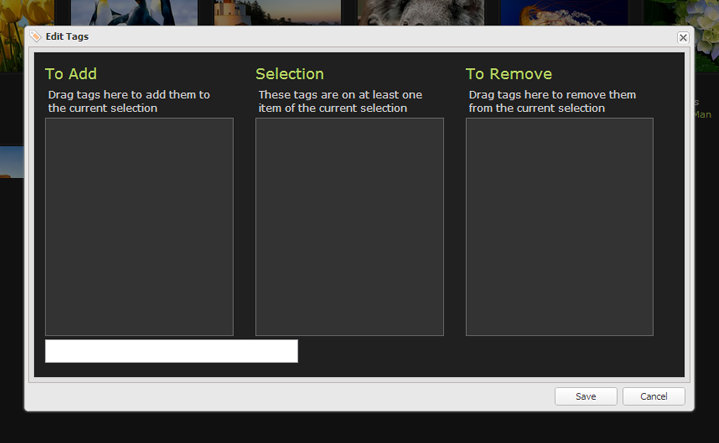 Edit Tags
To Add
Drag tags here to add them to
the current selection
Selection
These tags are on at least one
item of the current selection
To Remove
Drag tags here to remove them
from the current selection
Man
Save
Cancel